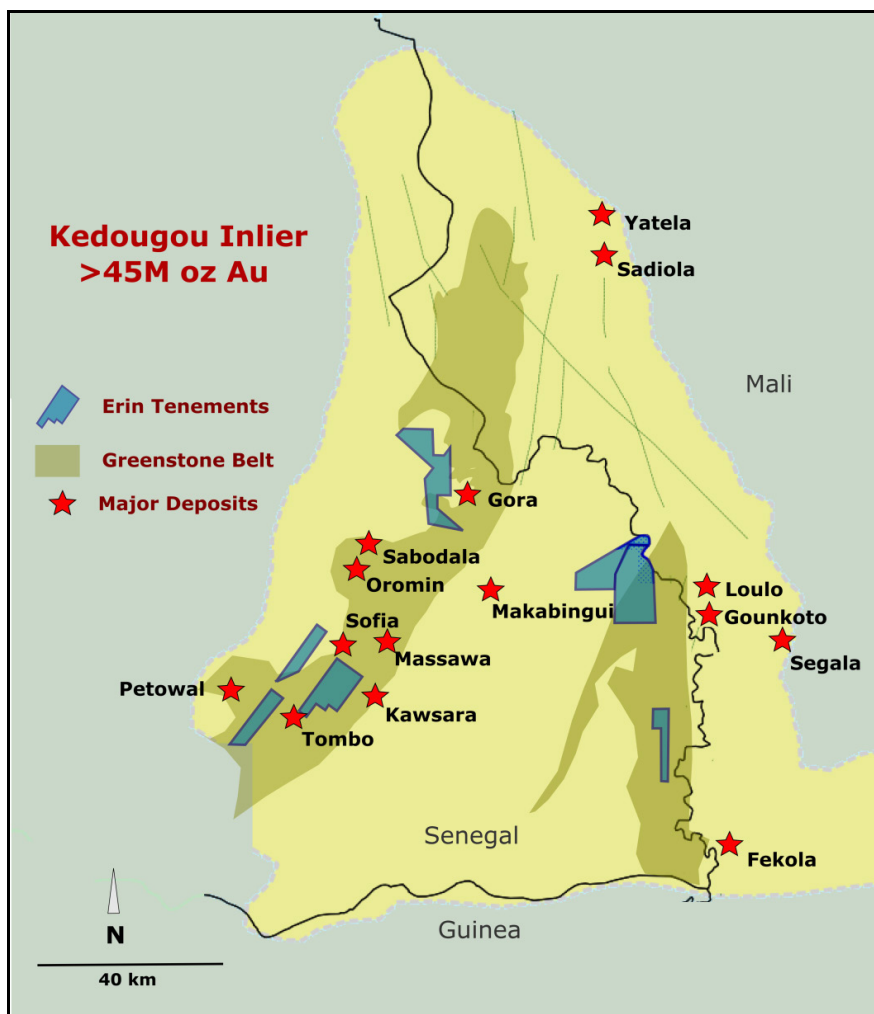 Kedougou Inlier
>45M oz Au
Yatela
Sadiola
Mali
Erin Tenements
Greenstone Belt
Major Deposits
Gora
Sabodala
Oromin
Makabingui
Loulo
Gounkoto
Segala
Sofia
Massawa
Petowal
Kawsara
Tombo
Senegal
Fekola
Guinea
N
40 km